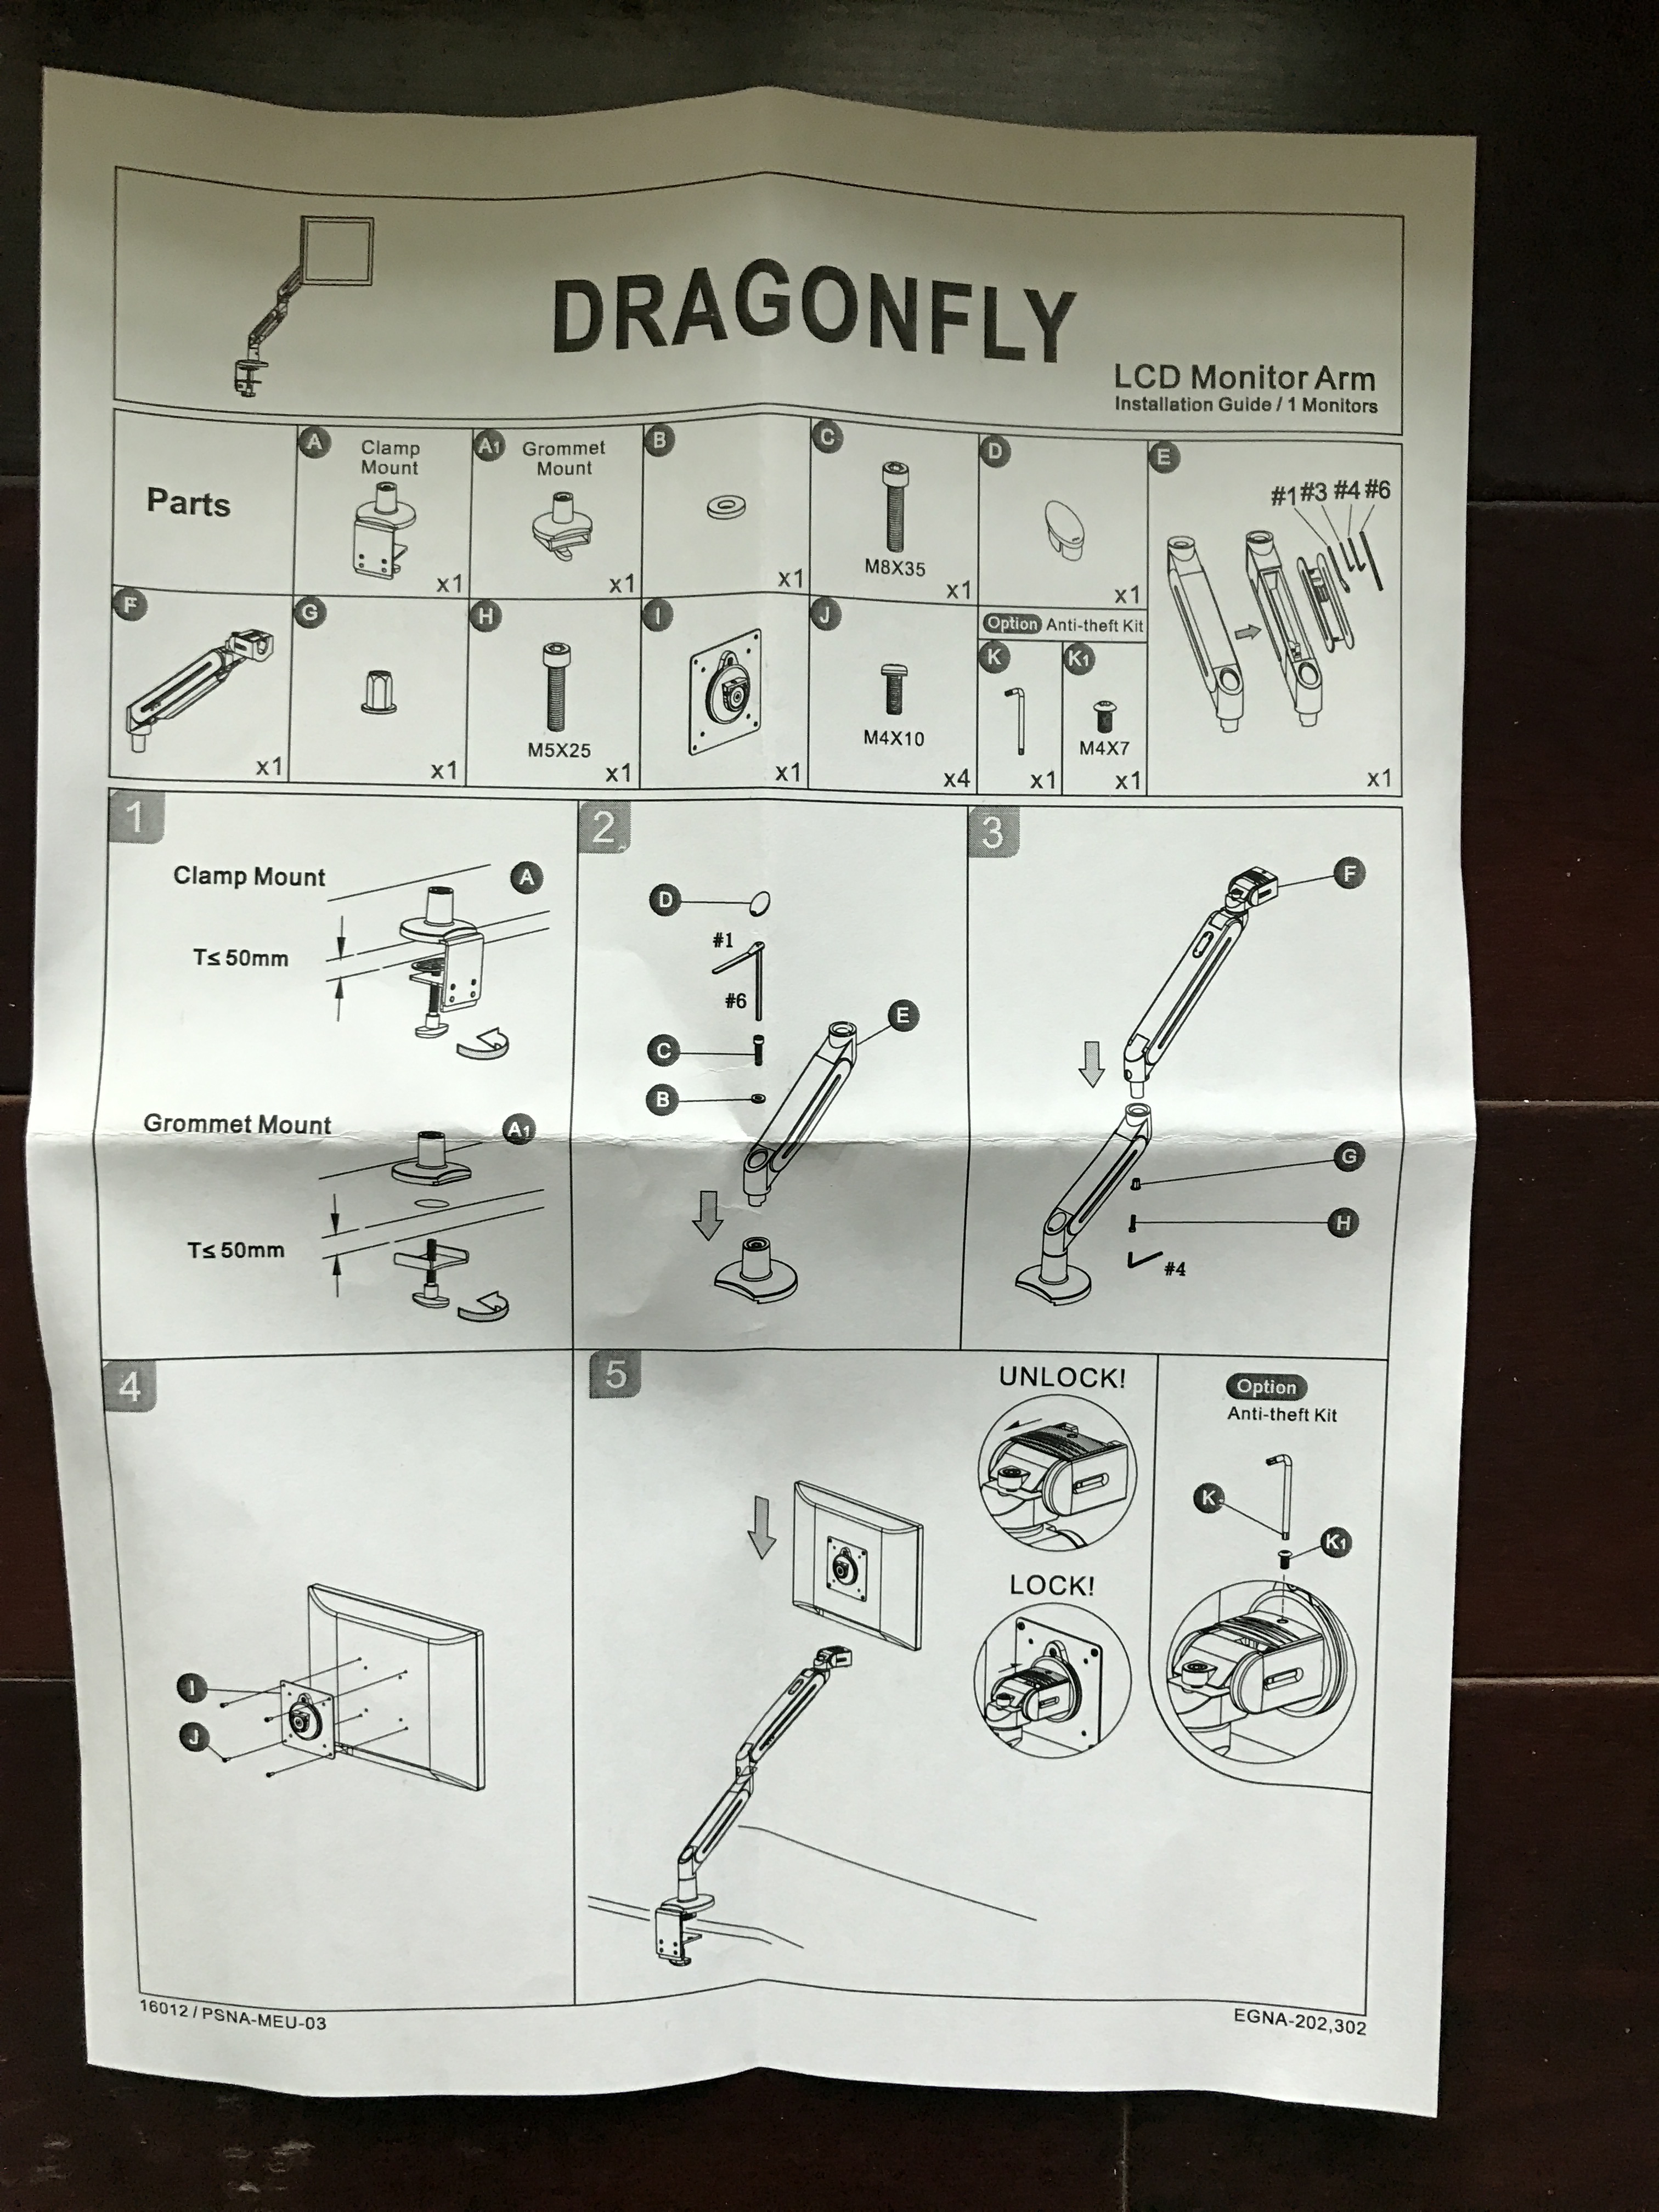 DRAGONFLY
LCD Monitor Arm
Installation Guide / 1 Monitors
Parts
A
Clamp
Mount
x1
A1
Grommet
Mount
x1
B
x1
C
M8X35
x1
D
x1
E
#1 #3 #4 #6
x1
F
x1
G
x1
H
M5X25
x1
I
x1
J
M4X10
x4
Option Anti-theft Kit
K
x1
K1
M4X7
x1
1
Clamp Mount
A
T≤ 50mm
Grommet Mount
A1
T≤ 50mm
2
D
#1
#6
E
C
B
3
F
G
H
#4
4
I
J
5
UNLOCK!
LOCK!
Option
Anti-theft Kit
K
K1
16012 / PSNA-MEU-03
EGNA-202,302